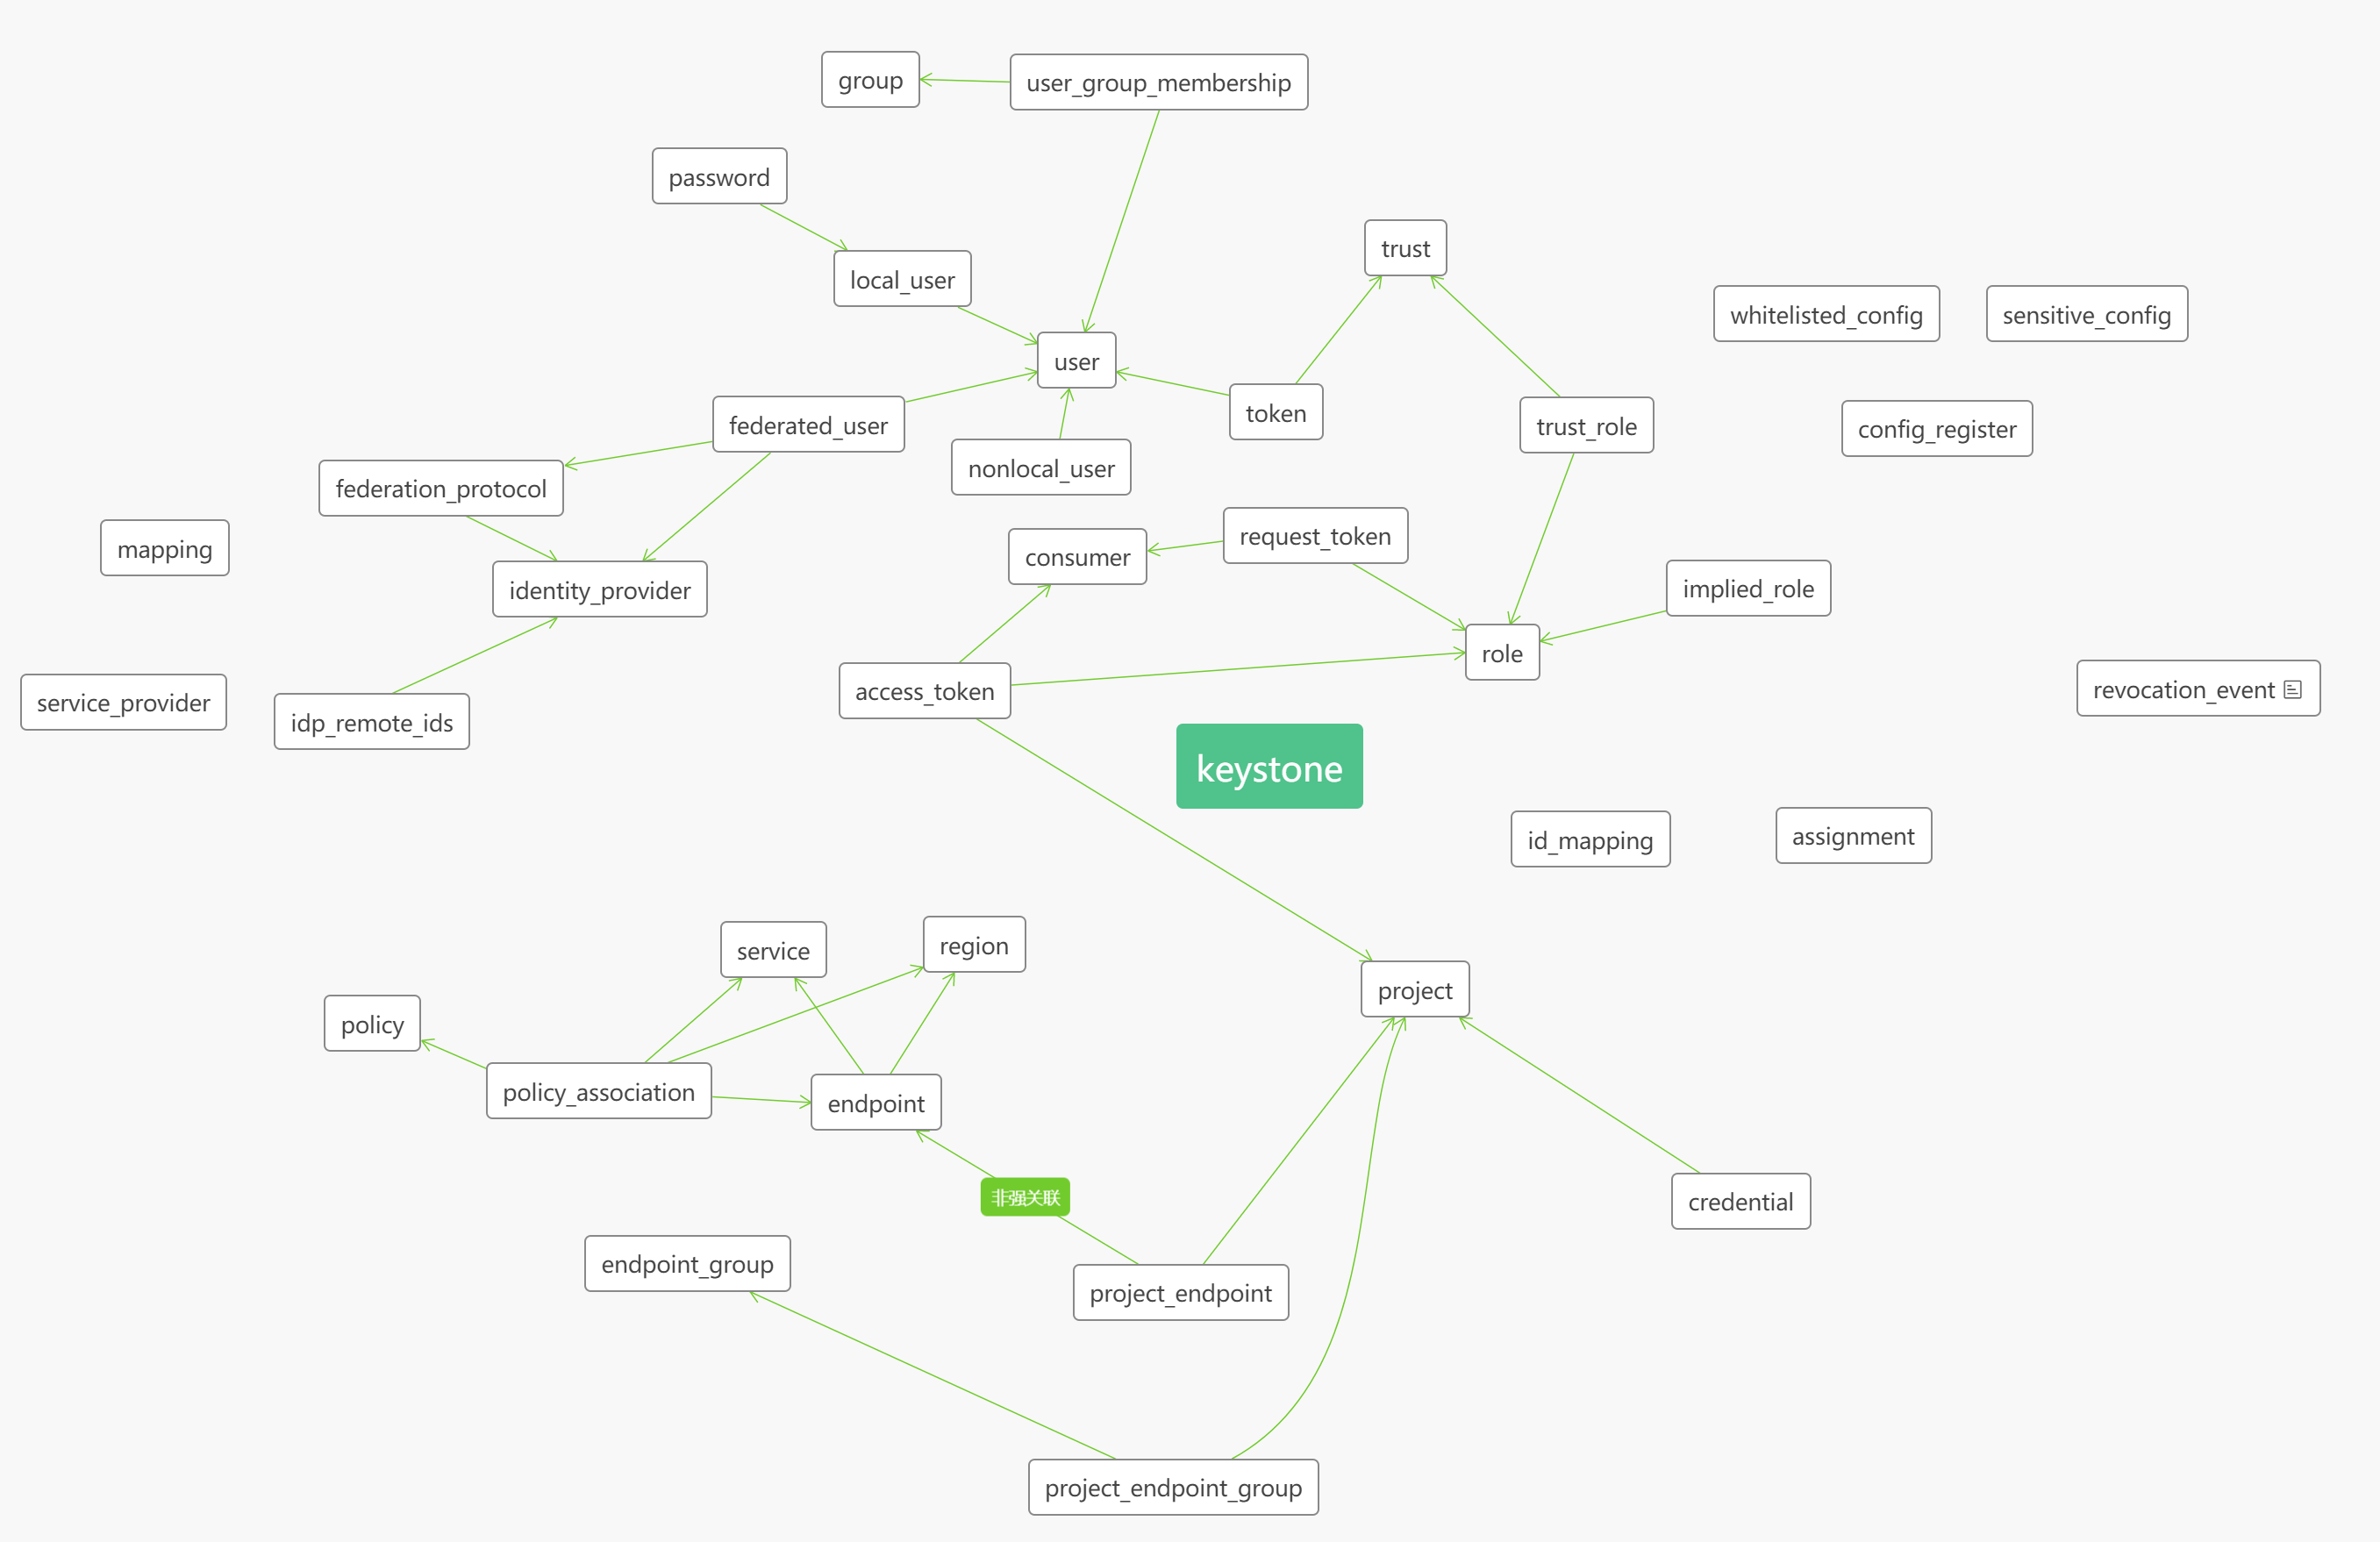 group
user_group_membership
password
trust
local_user
whitelisted_config
sensitive_config
user
token
federated_user
trust_role
config_register
nonlocal_user
federation_protocol
request_token
mapping
consumer
identity_provider
implied_role
role
access_token
revocation_event
service_provider
idp_remote_ids
keystone
id_mapping
assignment
service
region
project
policy
policy_association
endpoint
非强关联
credential
endpoint_group
project_endpoint
project_endpoint_group